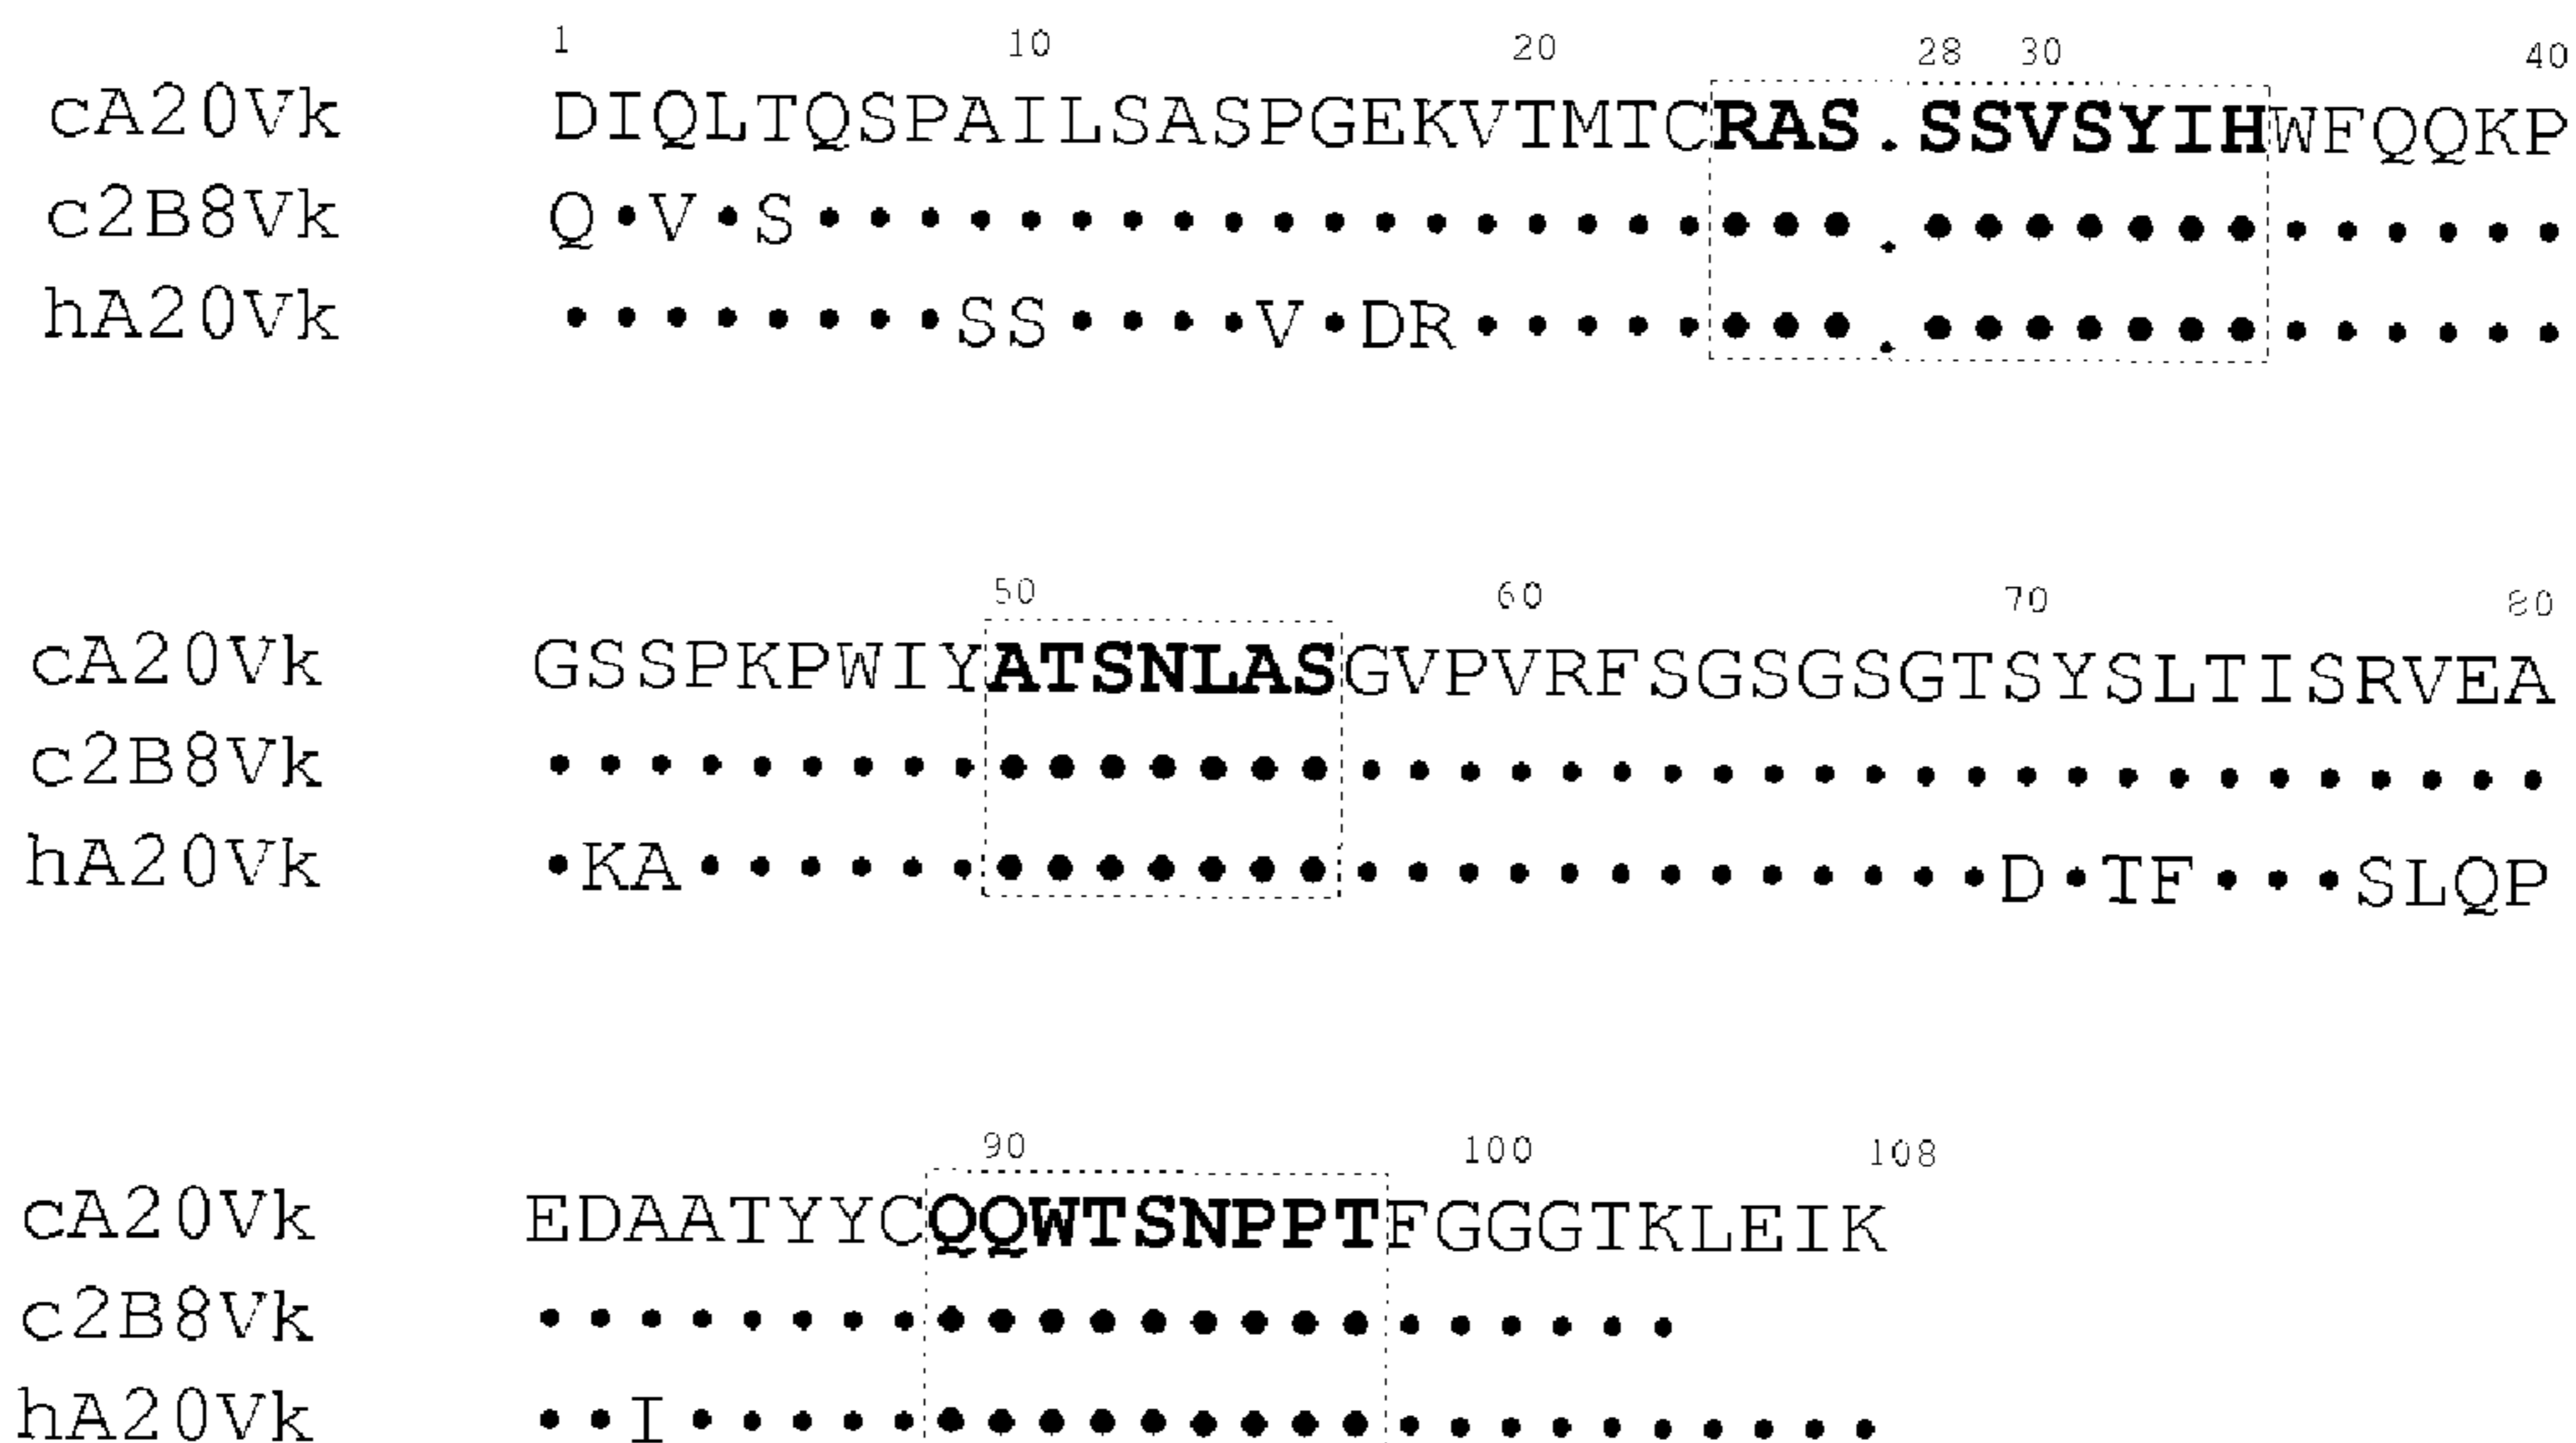 1 10 20 28 30 40
cA20Vk DIQLTQSPAILSASPGEKVTMTCRAS.SSVSYIHWFQQKP
c2B8Vk Q•V•S•••••••••••••••••••••.•••••••••••••
hA20Vk ••••••••SS••••V•DR••••••••.•••••••••••••
50 60 70 80
cA20Vk GSSPKPWIYATSNLASGVPVRFSGSGSGTSYSLTISRVEA
c2B8Vk ••••••••••••••••••••••••••••••••••••••••
hA20Vk •KA••••••••••••••••••••••••••D•TF•••SLQP
90 100 108
cA20Vk EDAATYYCQQWTSNPPTFGGGTKLEIK
c2B8Vk •••••••••••••••••••••••
hA20Vk ••I••••••••••••••••••••••••